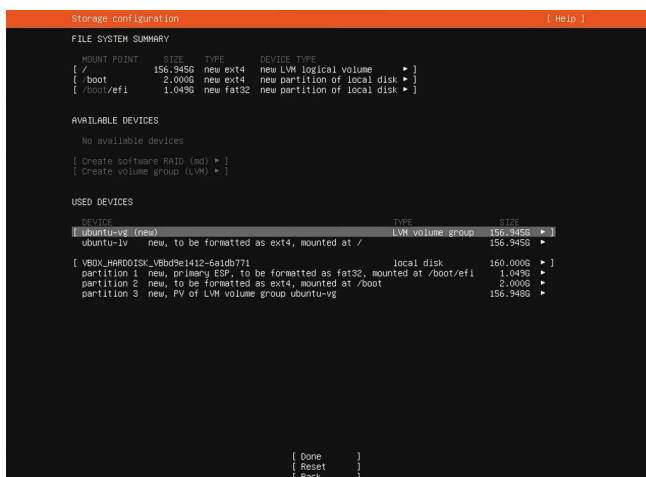 Storage configuration [ Help ]
FILE SYSTEM SUMMARY
MOUNT POINT SIZE TYPE DEVICE TYPE
[ / 156.945G new ext4 new LVM logical volume ▸ ]
[ /boot 2.000G new ext4 new partition of local disk ▸ ]
[ /boot/efi 1.049G new fat32 new partition of local disk ▸ ]
AVAILABLE DEVICES
No available devices
[ Create software RAID (md) ▸ ]
[ Create volume group (LVM) ▸ ]
USED DEVICES
DEVICE TYPE SIZE
[ ubuntu-vg (new) LVM volume group 156.945G ▸ ]
ubuntu-lv new, to be formatted as ext4, mounted at / 156.945G ▸
[ VBOX_HARDDISK_VBbd9e1412-6a1db771 local disk 160.000G ▸ ]
partition 1 new, primary ESP, to be formatted as fat32, mounted at /boot/efi 1.049G ▸
partition 2 new, to be formatted as ext4, mounted at /boot 2.000G ▸
partition 3 new, PV of LVM volume group ubuntu-vg 156.948G ▸
[ Done ]
[ Reset ]
[ Back ]